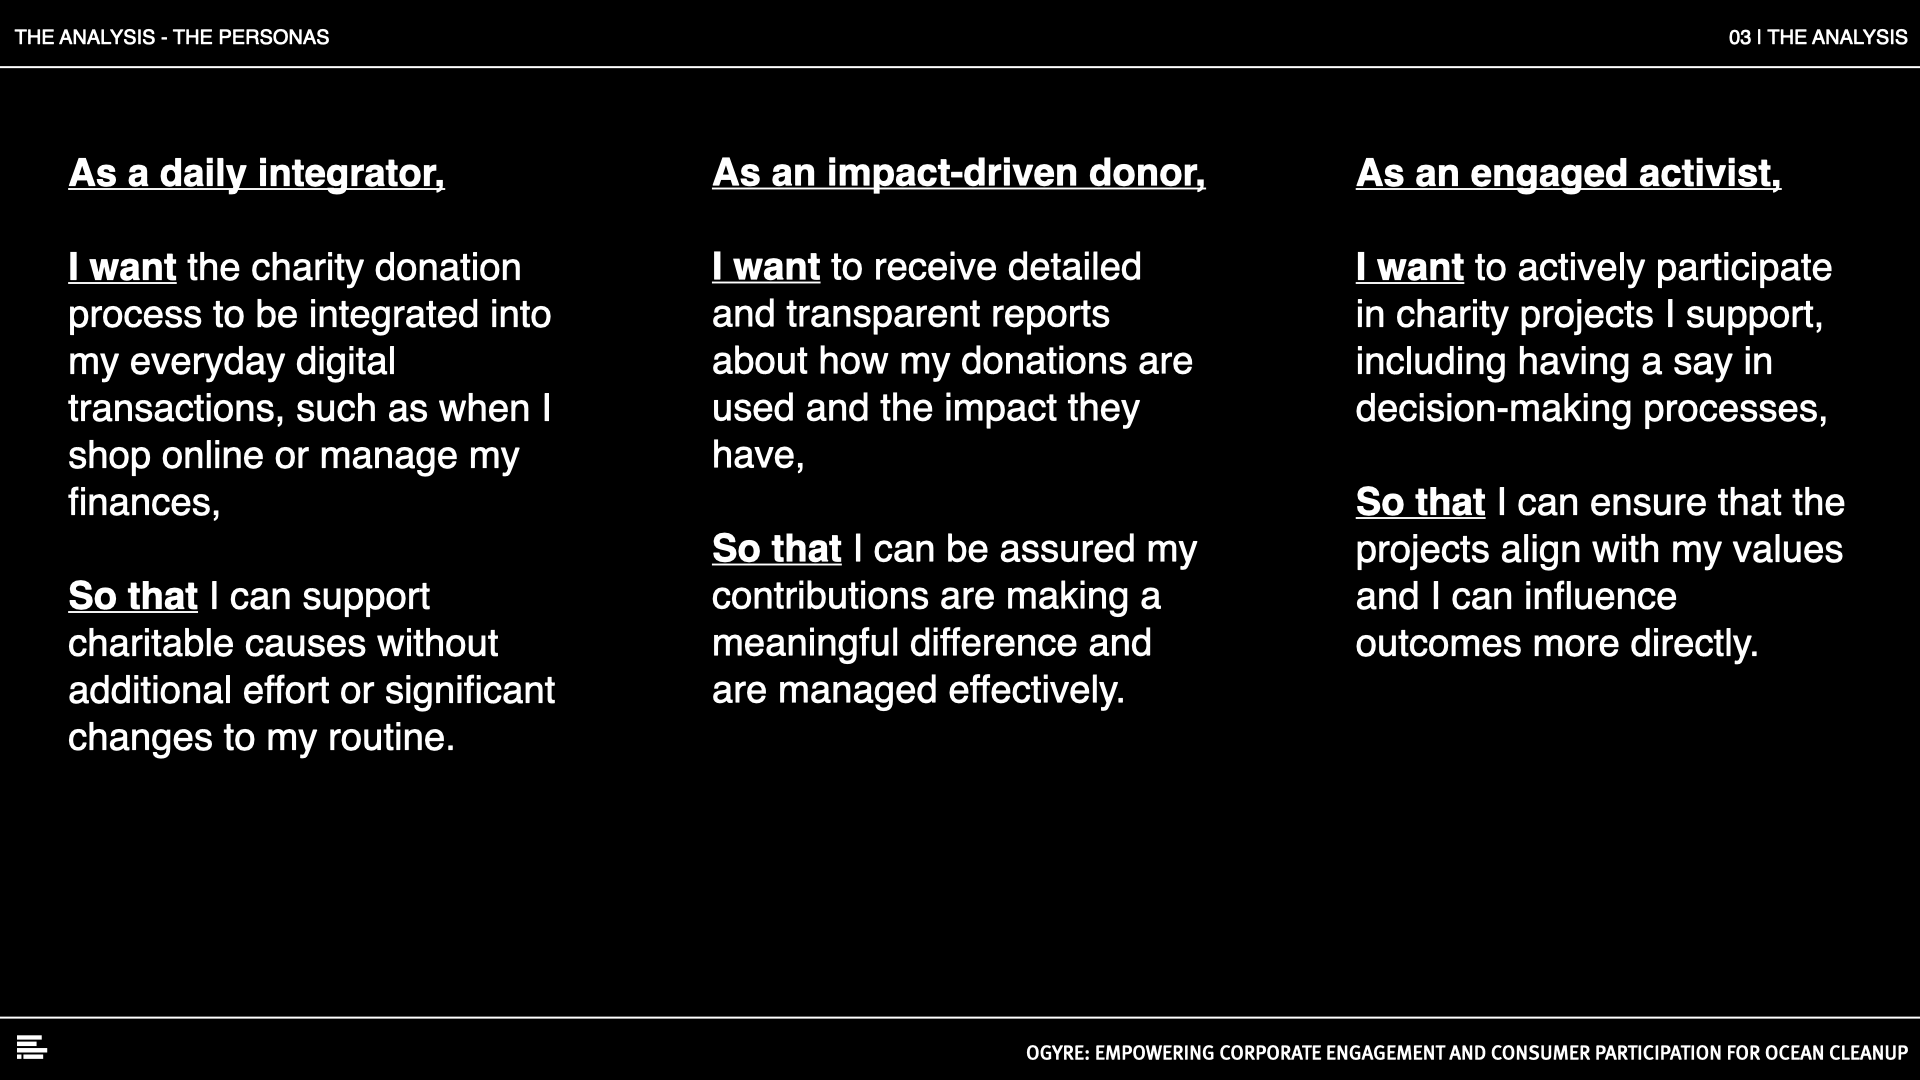 THE ANALYSIS - THE PERSONAS
03 | THE ANALYSIS
As a daily integrator,
I want the charity donation
process to be integrated into
my everyday digital
transactions, such as when I
shop online or manage my
finances,
So that I can support
charitable causes without
additional effort or significant
changes to my routine.
As an impact-driven donor,
I want to receive detailed
and transparent reports
about how my donations are
used and the impact they
have,
So that I can be assured my
contributions are making a
meaningful difference and
are managed effectively.
As an engaged activist,
I want to actively participate
in charity projects I support,
including having a say in
decision-making processes,
So that I can ensure that the
projects align with my values
and I can influence
outcomes more directly.
OGYRE: EMPOWERING CORPORATE ENGAGEMENT AND CONSUMER PARTICIPATION FOR OCEAN CLEANUP